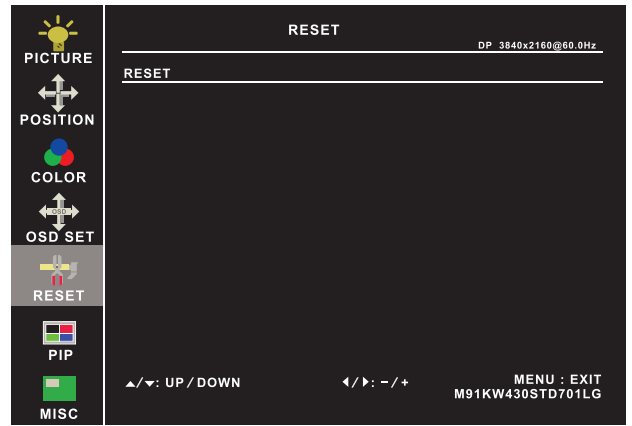 PICTURE
POSITION
COLOR
OSD
OSD SET
RESET
PIP
MISC
RESET
DP 3840x2160@60.0Hz
RESET
▲/▼: UP / DOWN
◀/▶: - / +
MENU : EXIT
M91KW430STD701LG